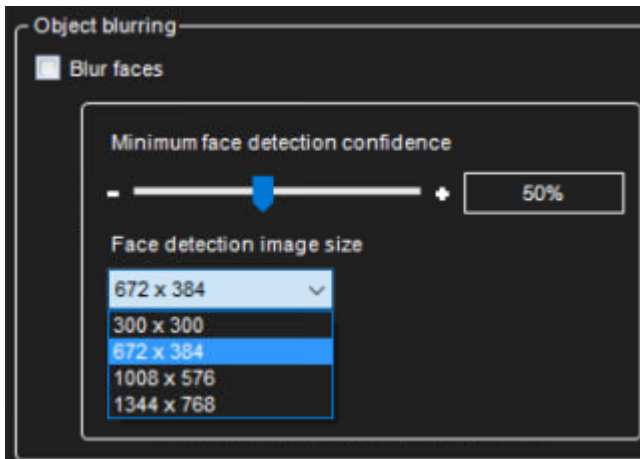 Object blurring
Blur faces
Minimum face detection confidence
- + 50%
Face detection image size
672 x 384
300 x 300
672 x 384
1008 x 576
1344 x 768